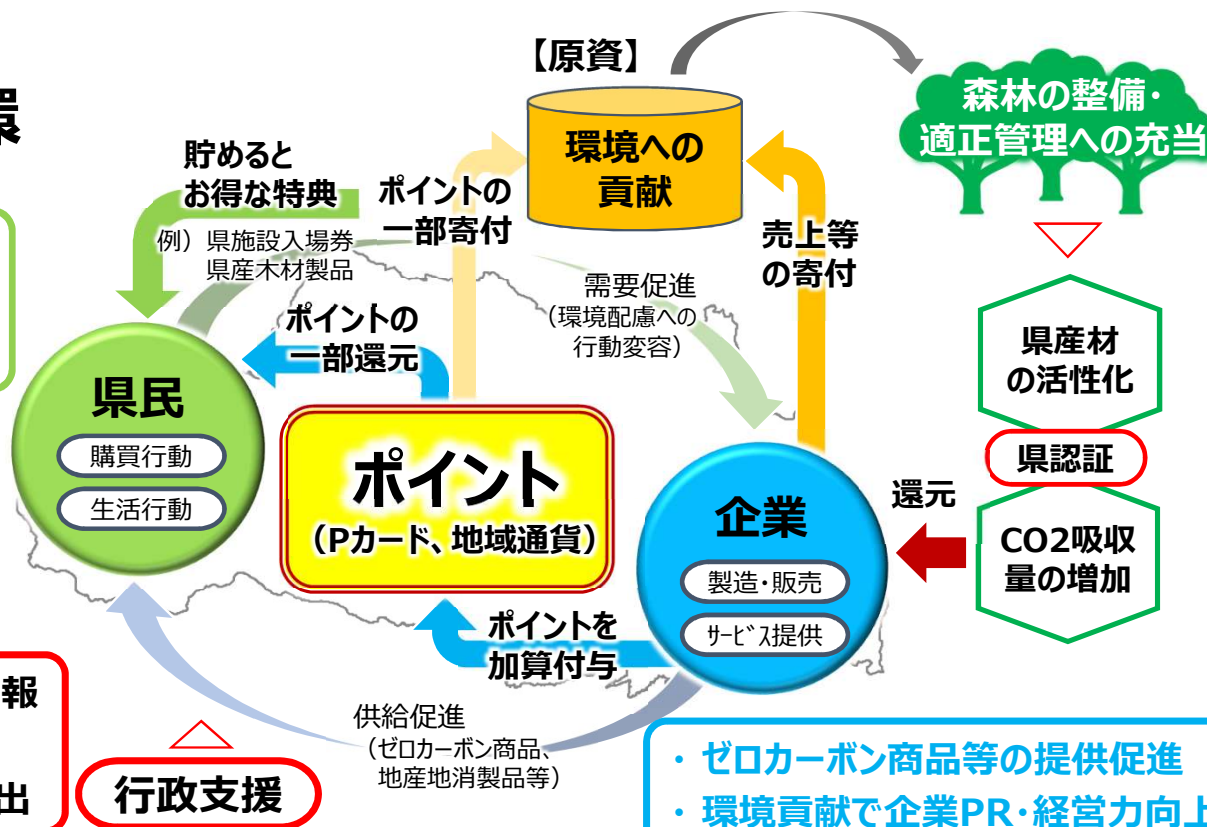 環
【原資】
環境への
貢献
森林の整備・
適正管理への充当
貯めると
お得な特典
例）県施設入場券
県産木材製品
ポイントの
一部寄付
売上等
の寄付
需要促進
（環境配慮への
行動変容）
ポイントの
一部還元
県民
購買行動
生活行動
ポイント
（Pカード、地域通貨）
企業
製造・販売
ｻｰﾋﾞｽ提供
県産材
の活性化
県認証
CO2吸収
量の増加
還元
ポイントを
加算付与
供給促進
（ゼロカーボン商品、
地産地消製品等）
報
出
行政支援
・ ゼロカーボン商品等の提供促進
・ 環境貢献で企業PR・経営力向上